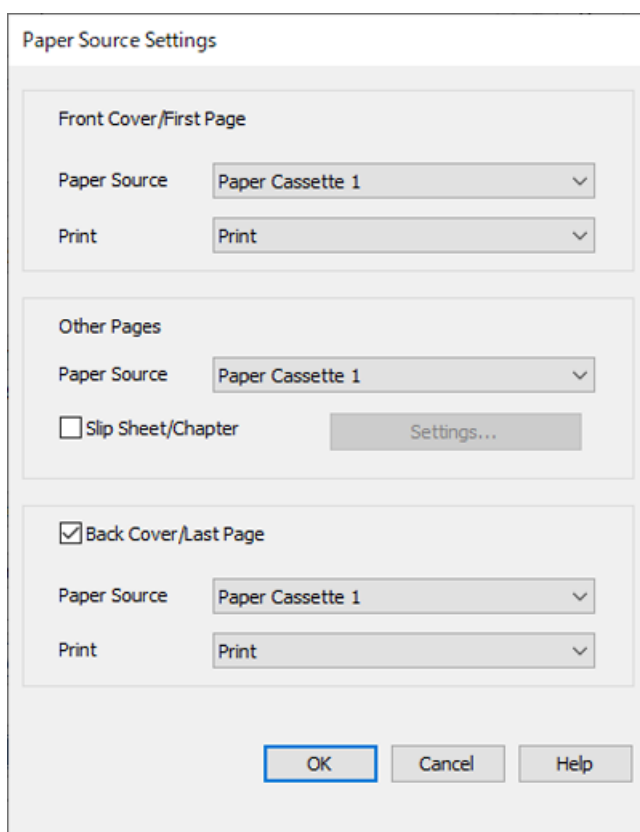 Paper Source Settings
Front Cover/First Page
Paper Source Paper Cassette 1
Print Print
Other Pages
Paper Source Paper Cassette 1
Slip Sheet/Chapter Settings...
Back Cover/Last Page
Paper Source Paper Cassette 1
Print Print
OK Cancel Help